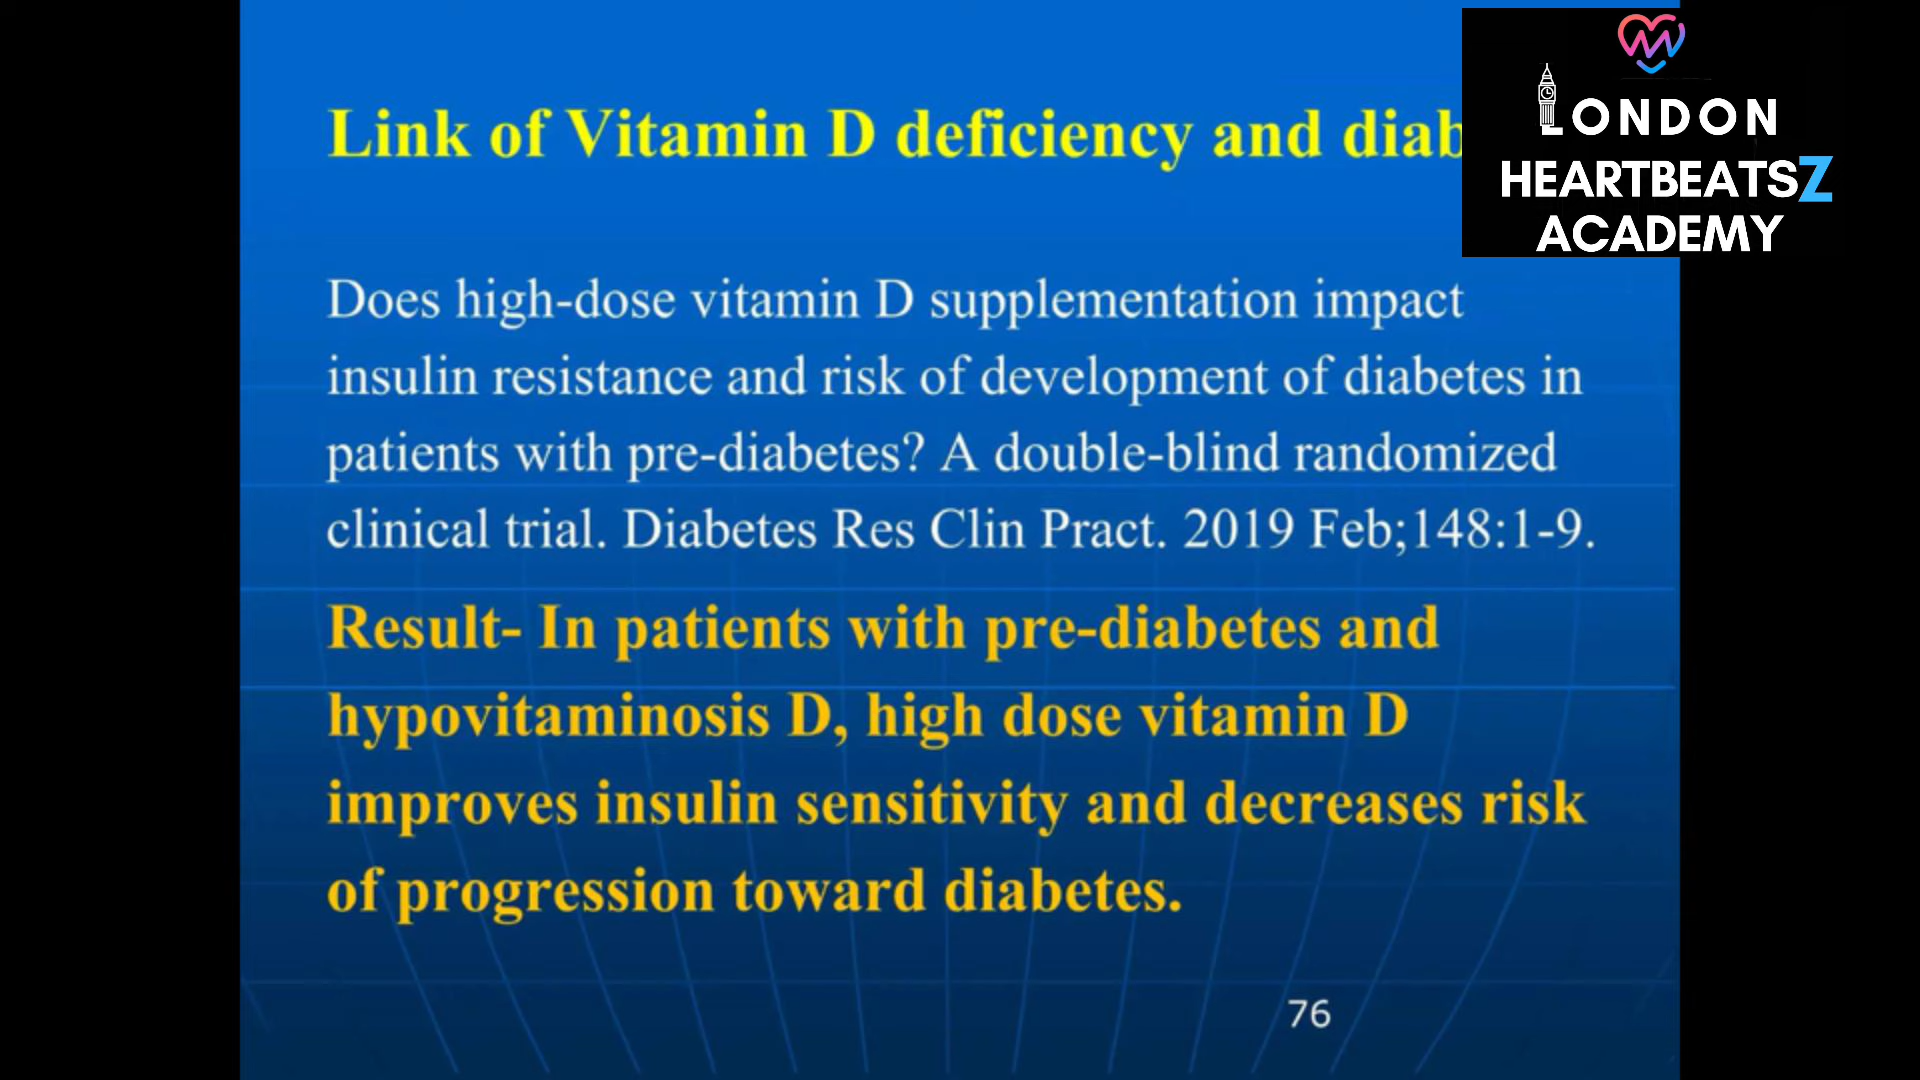 Link of Vitamin D deficiency and diab
LONDON
HEARTBEATSZ
ACADEMY
Does high-dose vitamin D supplementation impact
insulin resistance and risk of development of diabetes in
patients with pre-diabetes? A double-blind randomized
clinical trial. Diabetes Res Clin Pract. 2019 Feb;148:1-9.
Result- In patients with pre-diabetes and
hypovitaminosis D, high dose vitamin D
improves insulin sensitivity and decreases risk
of progression toward diabetes.
76